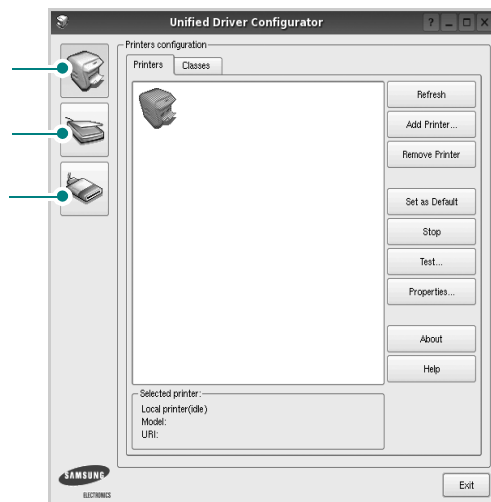 Unified Driver Configurator
?
Printers configuration
Printers
Classes
Refresh
Add Printer...
Remove Printer
Set as Default
Stop
Test...
Properties...
About
Help
Selected printer:
Local printer(idle)
Model:
URI:
SAMSUNG
ELECTRONICS
Exit